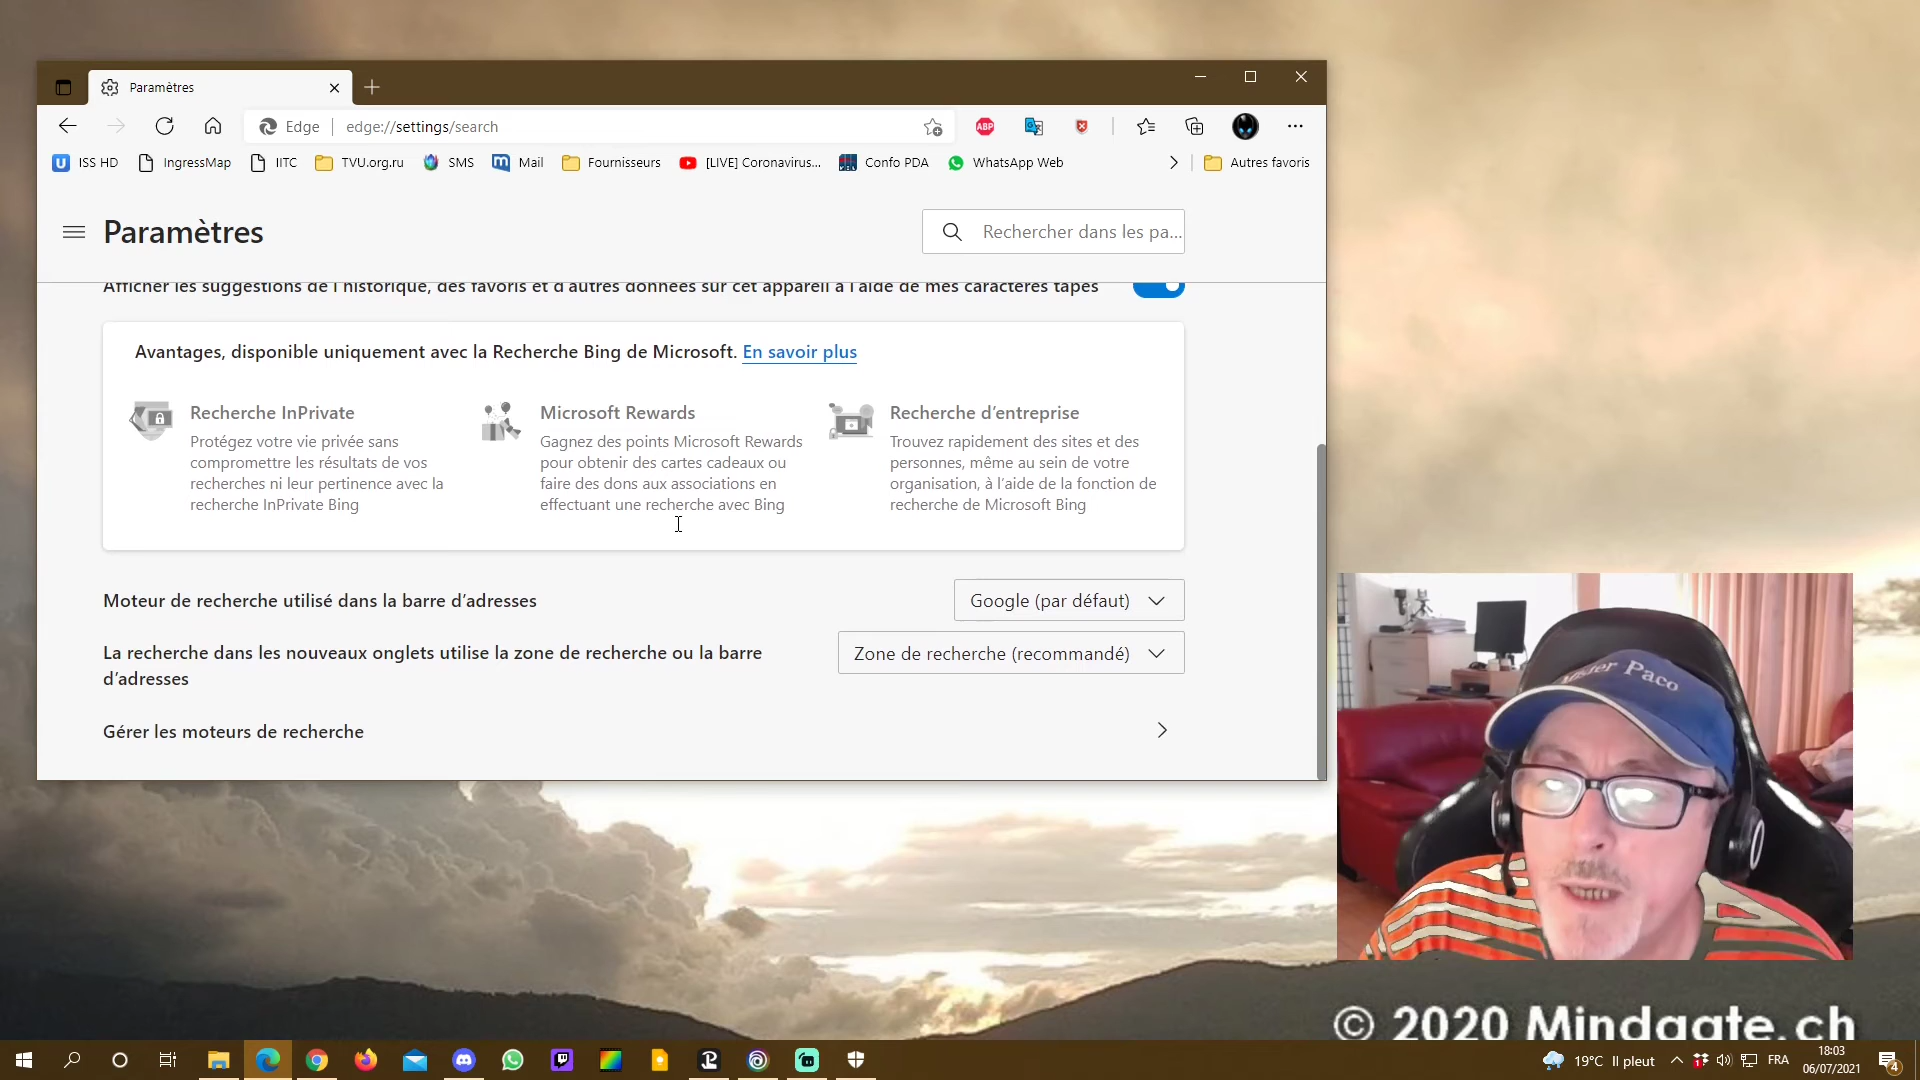 Paramètres
Edge
edge://settings/search
ABP
ISS HD
IngressMap
IITC
TVU.org.ru
SMS
Mail
Fournisseurs
[LIVE] Coronavirus...
Confo PDA
WhatsApp Web
Autres favoris
Paramètres
Rechercher dans les pa...
Afficher les suggestions de l'historique, des favoris et d'autres données sur cet appareil à l'aide de mes caractères tapés
Avantages, disponible uniquement avec la Recherche Bing de Microsoft. En savoir plus
Recherche InPrivate
Protégez votre vie privée sans
compromettre les résultats de vos
recherches ni leur pertinence avec la
recherche InPrivate Bing
Microsoft Rewards
Gagnez des points Microsoft Rewards
pour obtenir des cartes cadeaux ou
faire des dons aux associations en
effectuant une recherche avec Bing
Recherche d’entreprise
Trouvez rapidement des sites et des
personnes, même au sein de votre
organisation, à l’aide de la fonction de
recherche de Microsoft Bing
Moteur de recherche utilisé dans la barre d’adresses
Google (par défaut)
La recherche dans les nouveaux onglets utilise la zone de recherche ou la barre
d’adresses
Zone de recherche (recommandé)
Gérer les moteurs de recherche
Mister Paco
© 2020 Mindgate.ch
19°C Il pleut
FRA
18:03
06/07/2021
4